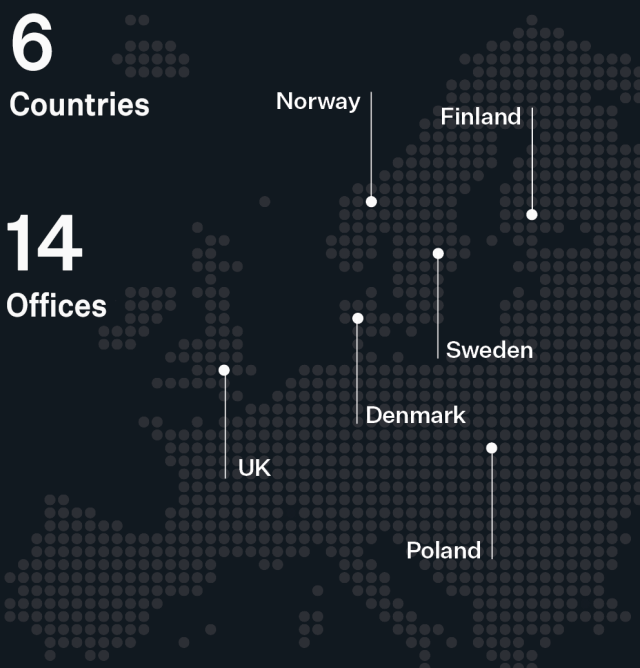 6
Countries
Norway
Finland
14
Offices
Sweden
Denmark
UK
Poland